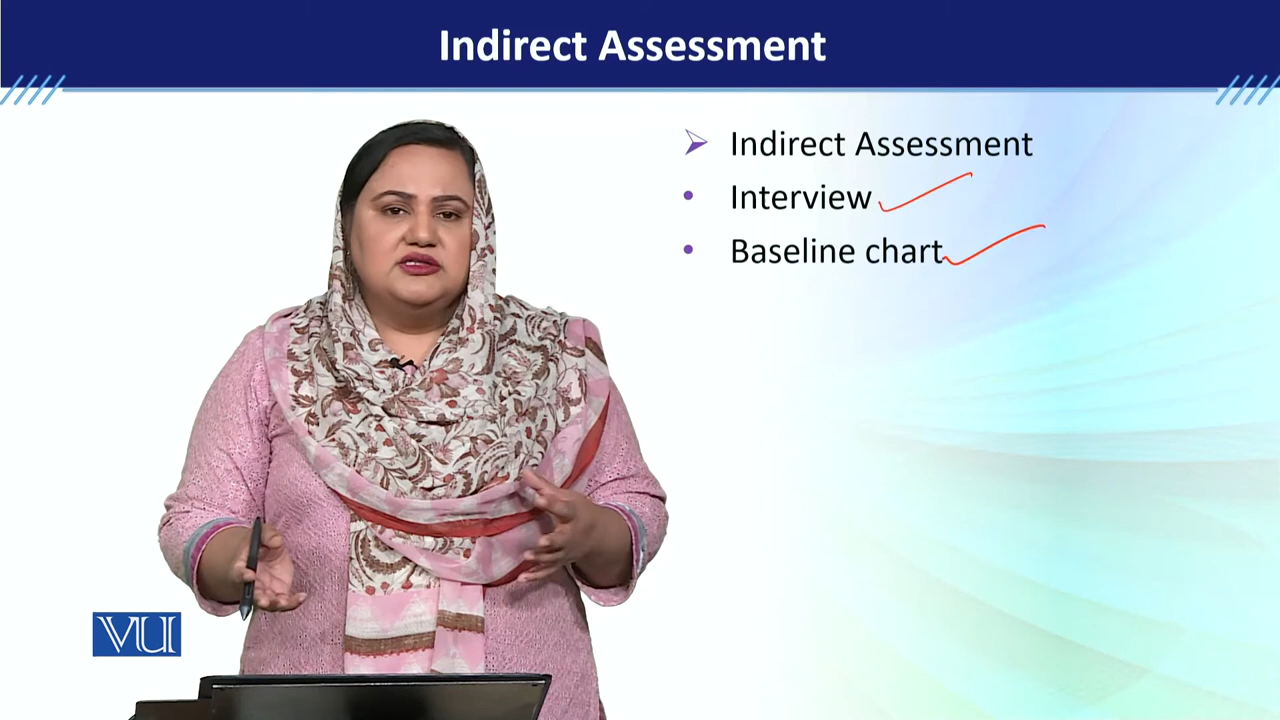 Indirect Assessment
Indirect Assessment
Interview
Baseline chart
VU